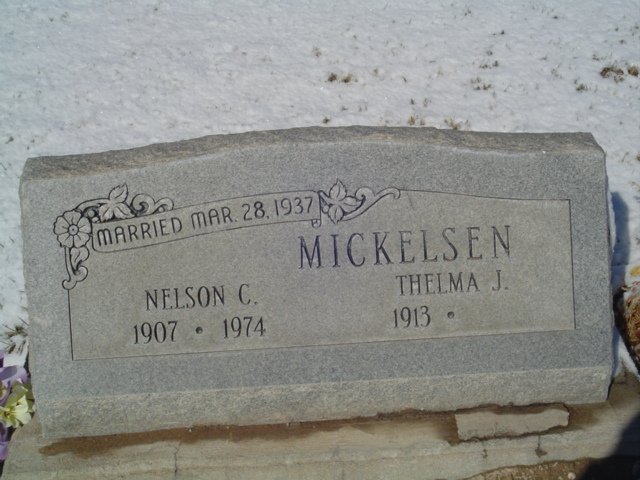 MARRIED MAR. 28, 1937
MICKELSEN
NELSON C.
1907 • 1974
THELMA J.
1913 •